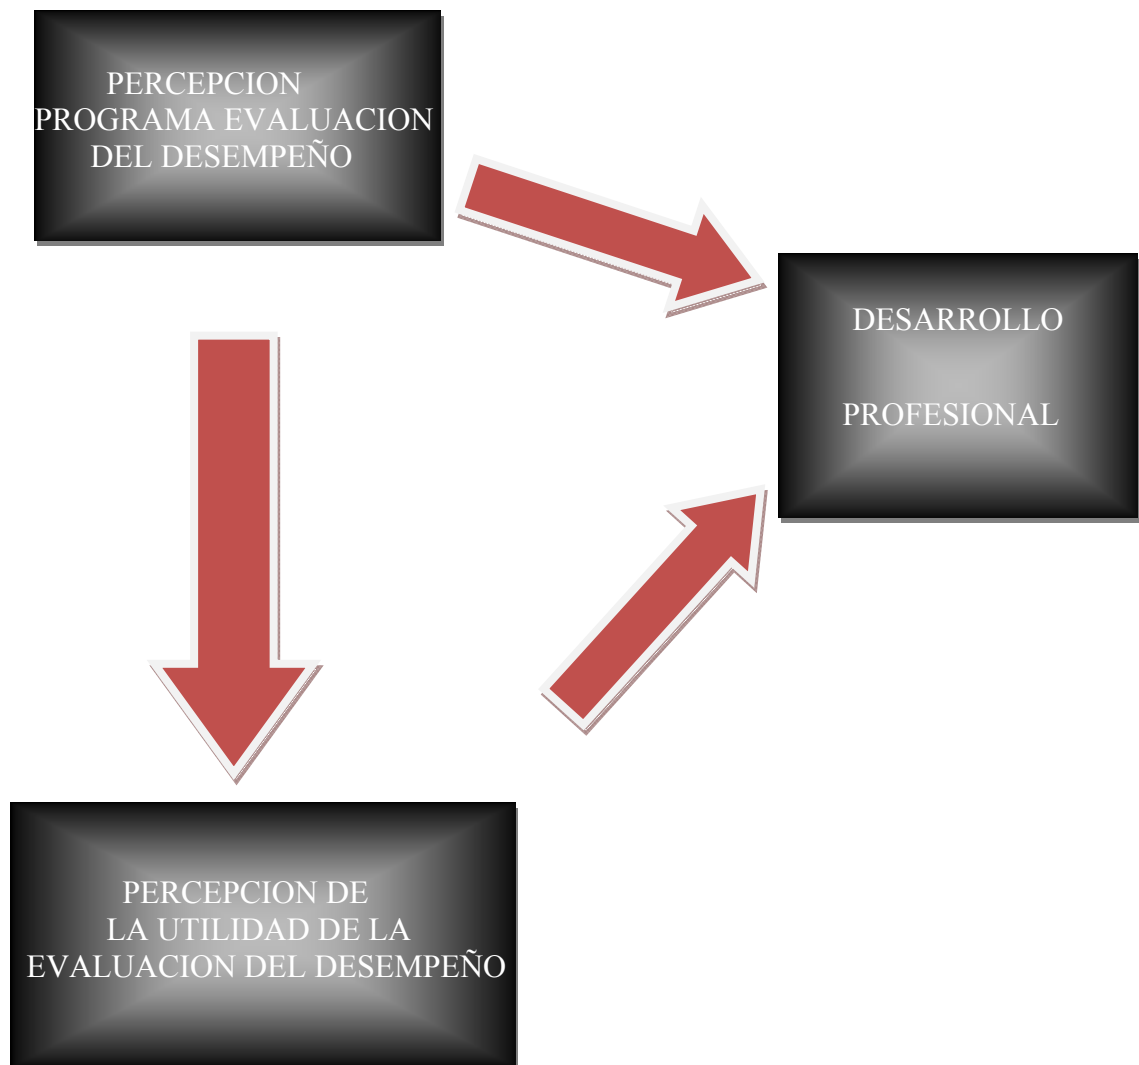 PERCEPCION
PROGRAMA EVALUACION
DEL DESEMPEÑO
DESARROLLO
PROFESIONAL
PERCEPCION DE
LA UTILIDAD DE LA
EVALUACION DEL DESEMPEÑO